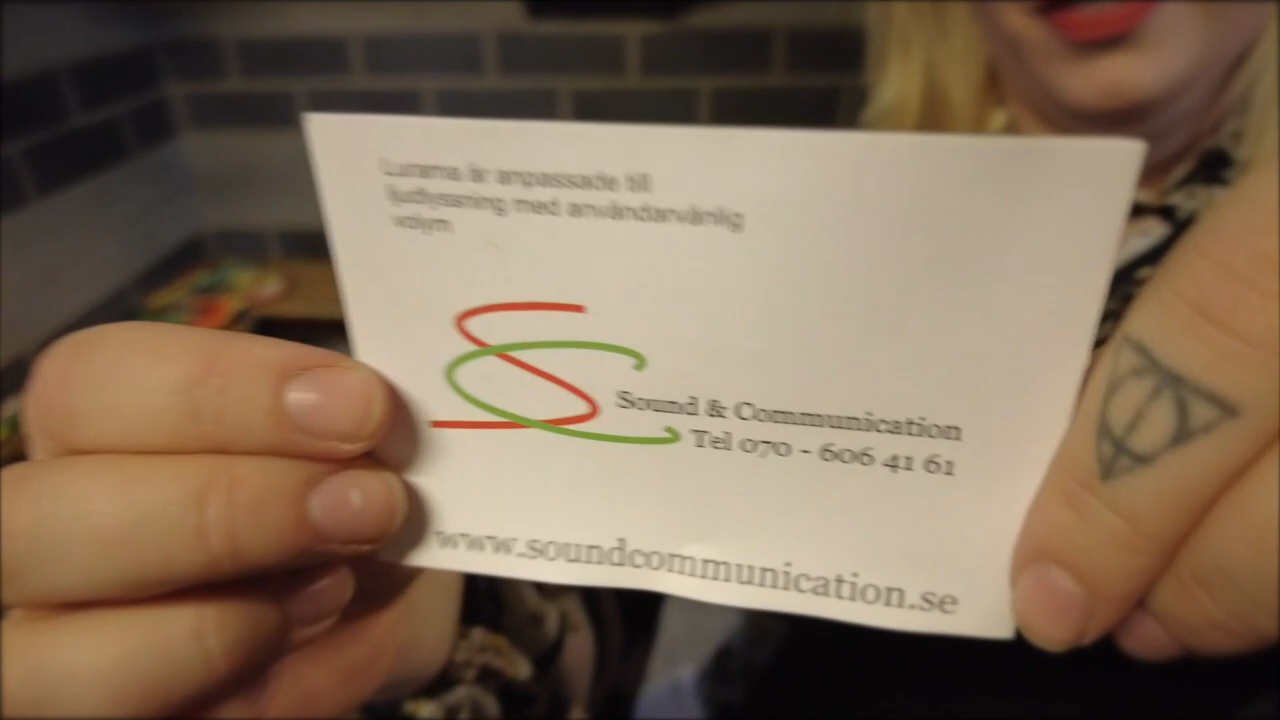 Lurarna är anpassade till
ljudlyssning med användarvänlig
volym
Sound & Communication
Tel 070 - 606 41 61
www.soundcommunication.se